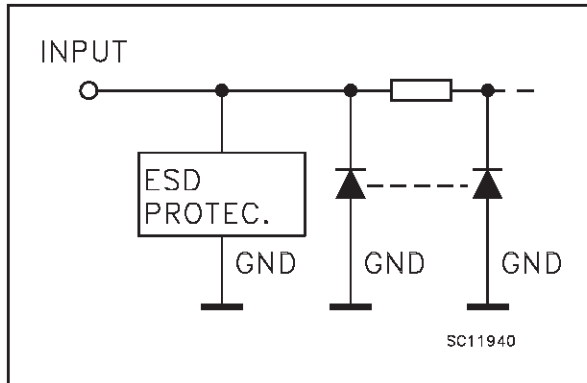 INPUT
ESD
PROTEC.
GND
GND
GND
SC11940